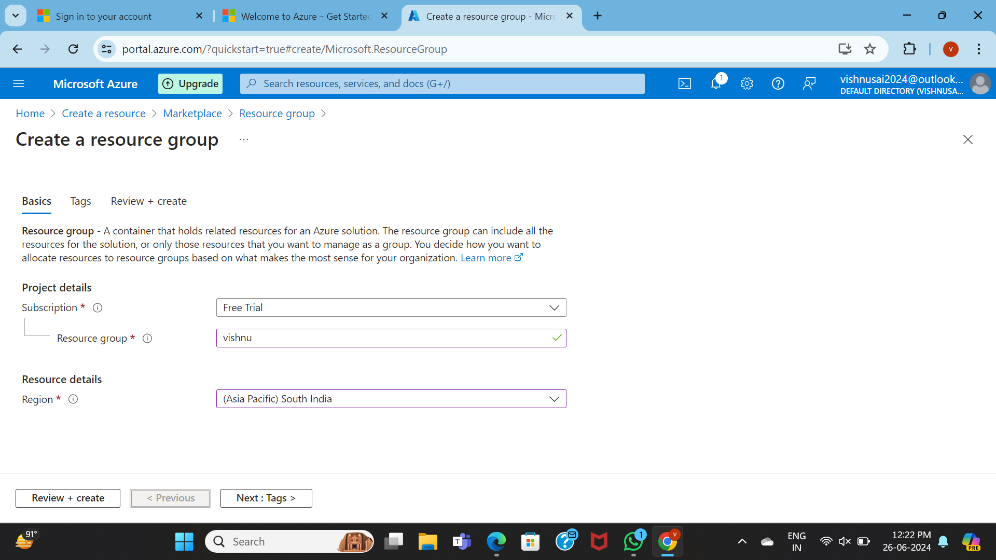 Sign in to your account
Welcome to Azure – Get Started
Create a resource group - Micr
portal.azure.com/?quickstart=true#create/Microsoft.ResourceGroup
V
Microsoft Azure
Upgrade
Search resources, services, and docs (G+/)
1
vishnusai2024@outlook...
DEFAULT DIRECTORY (VISHNUSA...
Home > Create a resource > Marketplace > Resource group >
Create a resource group
...
Basics
Tags
Review + create
Resource group - A container that holds related resources for an Azure solution. The resource group can include all the
resources for the solution, or only those resources that you want to manage as a group. You decide how you want to
allocate resources to resource groups based on what makes the most sense for your organization. Learn more
Project details
Subscription *
Free Trial
Resource group *
vishnu
Resource details
Region *
(Asia Pacific) South India
Review + create
< Previous
Next : Tags >
91°
Search
1
V
ENG
IN
12:22 PM
26-06-2024
PRE